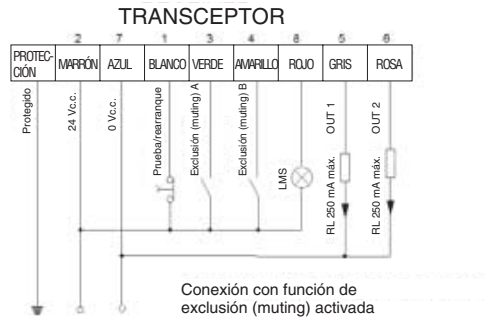 TRANSCEPTOR
2 7 1 3 4 8 5 6
PROTEC-
CIÓN
MARRÓN
AZUL
BLANCO
VERDE
AMARILLO
ROJO
GRIS
ROSA
Protegido
24 Vc.c.
0 Vc.c.
Prueba/rearranque
Exclusión (muting) A
Exclusión (muting) B
LMS
OUT 1
RL 250 mA máx.
OUT 2
RL 250 mA máx.
Conexión con función de
exclusión (muting) activada